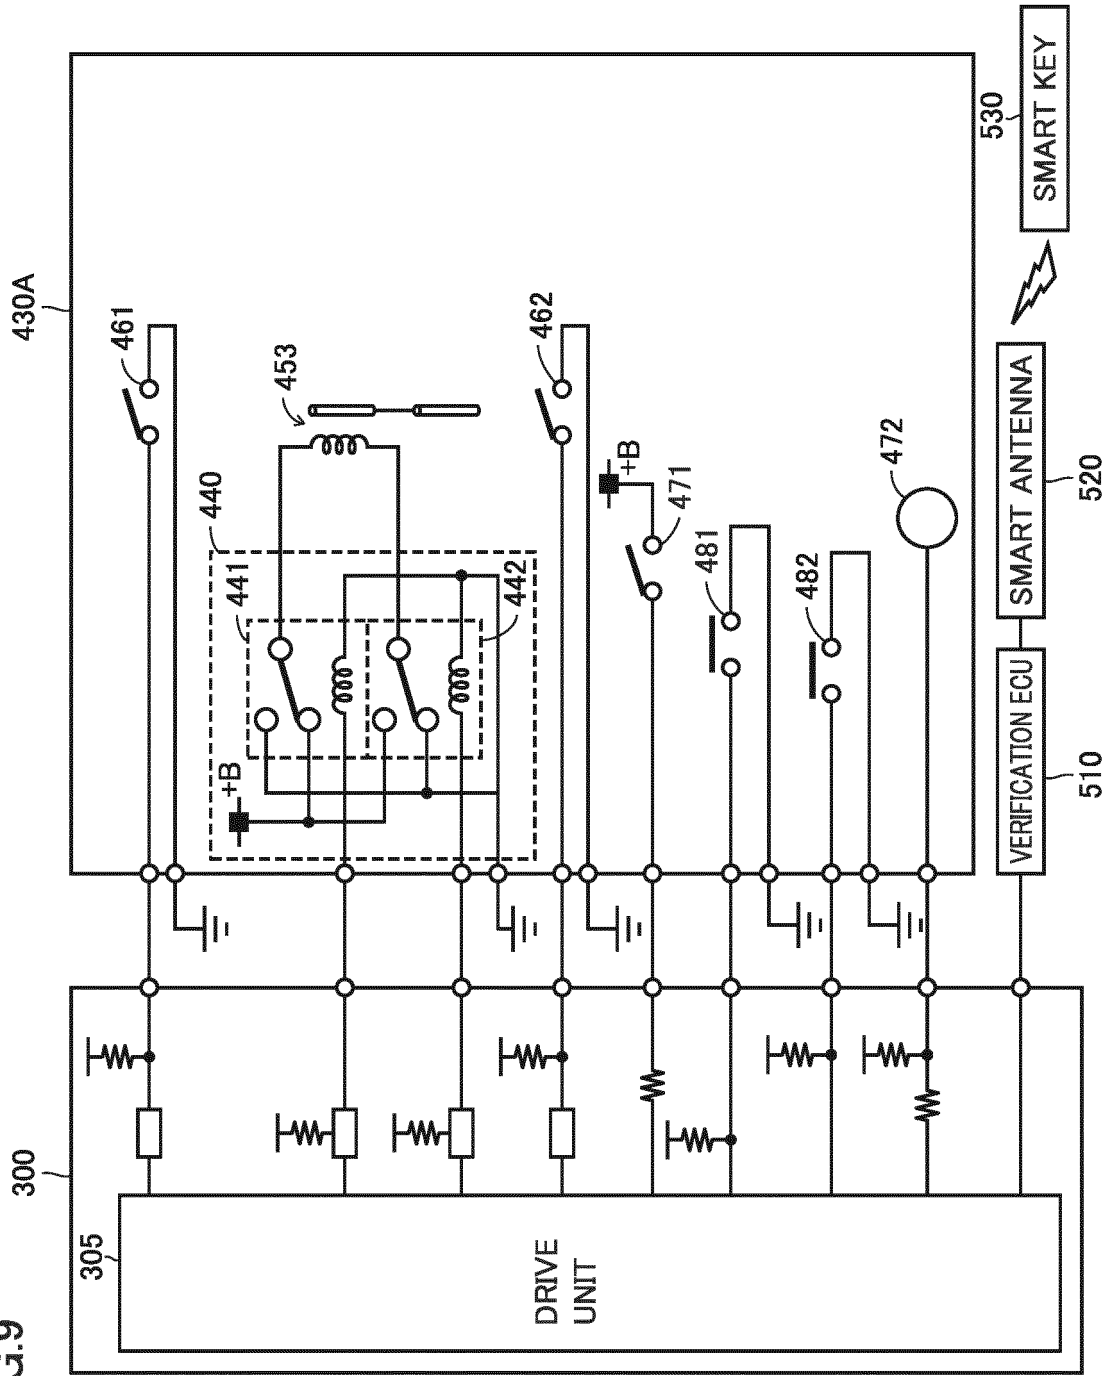 G.9
300
305
DRIVE
UNIT
430A
461
453
440
441
442
+B
462
+B
471
481
482
472
VERIFICATION ECU
510
SMART ANTENNA
520
SMART KEY
530